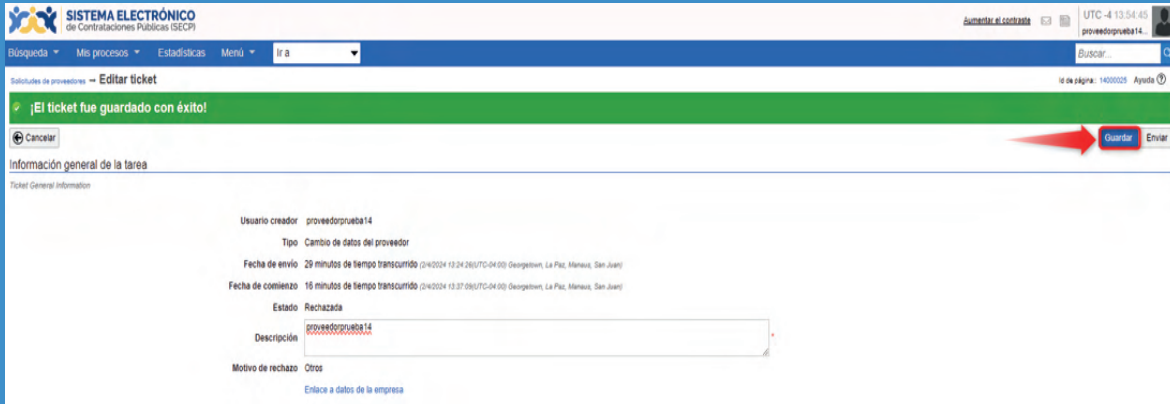 SISTEMA ELECTRÓNICO
de Contrataciones Públicas (SECP)
Aumentar el contraste
UTC -4 13:54:45
proveedorprueba14...
Búsqueda Mis procesos Estadísticas Menú Ir a Buscar...
Solicitudes de proveedores → Editar ticket Id de página: 14000025 Ayuda ?
¡El ticket fue guardado con éxito!
Cancelar Guardar Enviar
Información general de la tarea
Ticket General Information
Usuario creador proveedorprueba14
Tipo Cambio de datos del proveedor
Fecha de envío 29 minutos de tiempo transcurrido (2/4/2024 13:24:26(UTC-04:00) Georgetown, La Paz, Manaus, San Juan)
Fecha de comienzo 16 minutos de tiempo transcurrido (2/4/2024 13:37:09(UTC-04:00) Georgetown, La Paz, Manaus, San Juan)
Estado Rechazada
Descripción proveedorprueba14 *
Motivo de rechazo Otros
Enlace a datos de la empresa